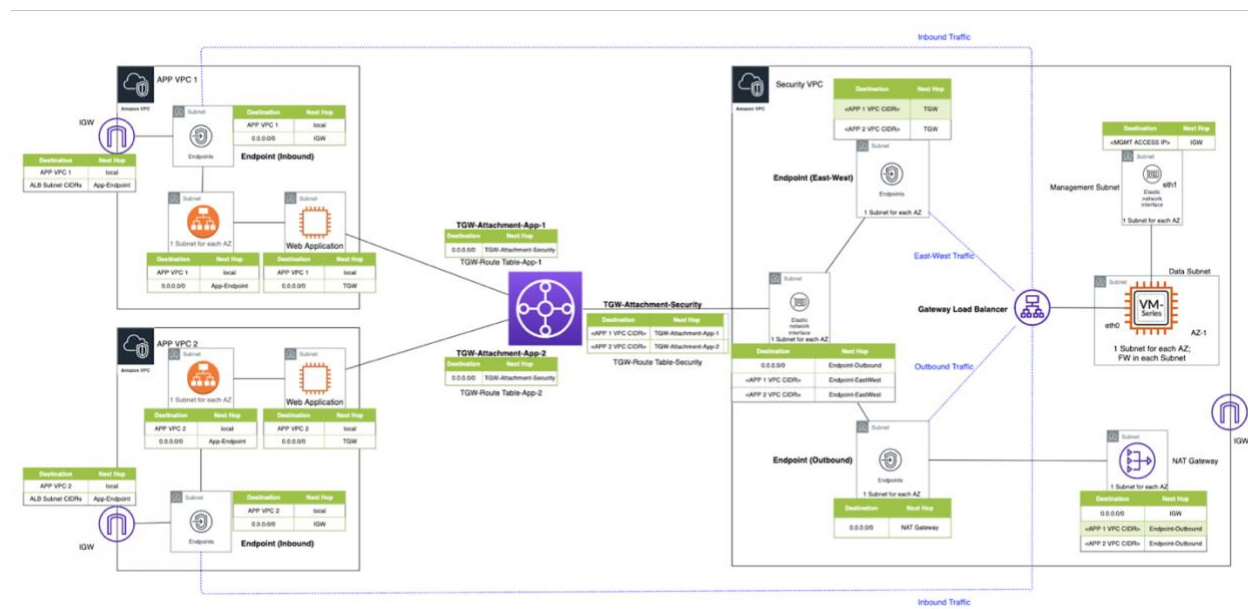 Inbound Traffic
APP VPC 1
Amazon VPC
IGW
Subnet
Endpoints
Destination Next Hop
APP VPC 1 local
0.0.0.0/0 IGW
Endpoint (Inbound)
Destination Next Hop
APP VPC 1 local
ALB Subnet CIDRs App-Endpoint
Subnet
1 Subnet for each AZ
Subnet
Web Application
Destination Next Hop
APP VPC 1 local
0.0.0.0/0 App-Endpoint
Destination Next Hop
APP VPC 1 local
0.0.0.0/0 TGW
APP VPC 2
Amazon VPC
Subnet
1 Subnet for each AZ
Subnet
Web Application
Destination Next Hop
APP VPC 2 local
0.0.0.0/0 App-Endpoint
Destination Next Hop
APP VPC 2 local
0.0.0.0/0 TGW
Destination Next Hop
APP VPC 2 local
ALB Subnet CIDRs App-Endpoint
IGW
Subnet
Endpoints
Destination Next Hop
APP VPC 2 local
0.0.0.0/0 IGW
Endpoint (Inbound)
TGW-Attachment-App-1
Destination Next Hop
0.0.0.0/0 TGW-Attachment-Security
TGW-Route Table-App-1
TGW-Attachment-App-2
Destination Next Hop
0.0.0.0/0 TGW-Attachment-Security
TGW-Route Table-App-2
TGW-Attachment-Security
Destination Next Hop
<APP 1 VPC CIDR> TGW-Attachment-App-1
<APP 2 VPC CIDR> TGW-Attachment-App-2
TGW-Route Table-Security
Security VPC
Amazon VPC
Destination Next Hop
<APP 1 VPC CIDR> TGW
<APP 2 VPC CIDR> TGW
Subnet
Endpoint (East-West)
Endpoints
1 Subnet for each AZ
East-West Traffic
Subnet
Elastic
network
interface
1 Subnet for each AZ
Destination Next Hop
0.0.0.0/0 Endpoint-Outbound
<APP 1 VPC CIDR> Endpoint-EastWest
<APP 2 VPC CIDR> Endpoint-EastWest
Gateway Load Balancer
Outbound Traffic
Subnet
Endpoint (Outbound)
Endpoints
1 Subnet for each AZ
Destination Next Hop
0.0.0.0/0 NAT Gateway
Destination Next Hop
<MGMT ACCESS IP> IGW
Subnet
Management Subnet
eth1
Elastic
network
interface
1 Subnet for each AZ
Data Subnet
Subnet
VM-
Series
eth0
AZ-1
1 Subnet for each AZ;
FW in each Subnet
IGW
Subnet
NAT Gateway
1 Subnet for each AZ
Destination Next Hop
0.0.0.0/0 IGW
<APP 1 VPC CIDR> Endpoint-Outbound
<APP 2 VPC CIDR> Endpoint-Outbound
Inbound Traffic